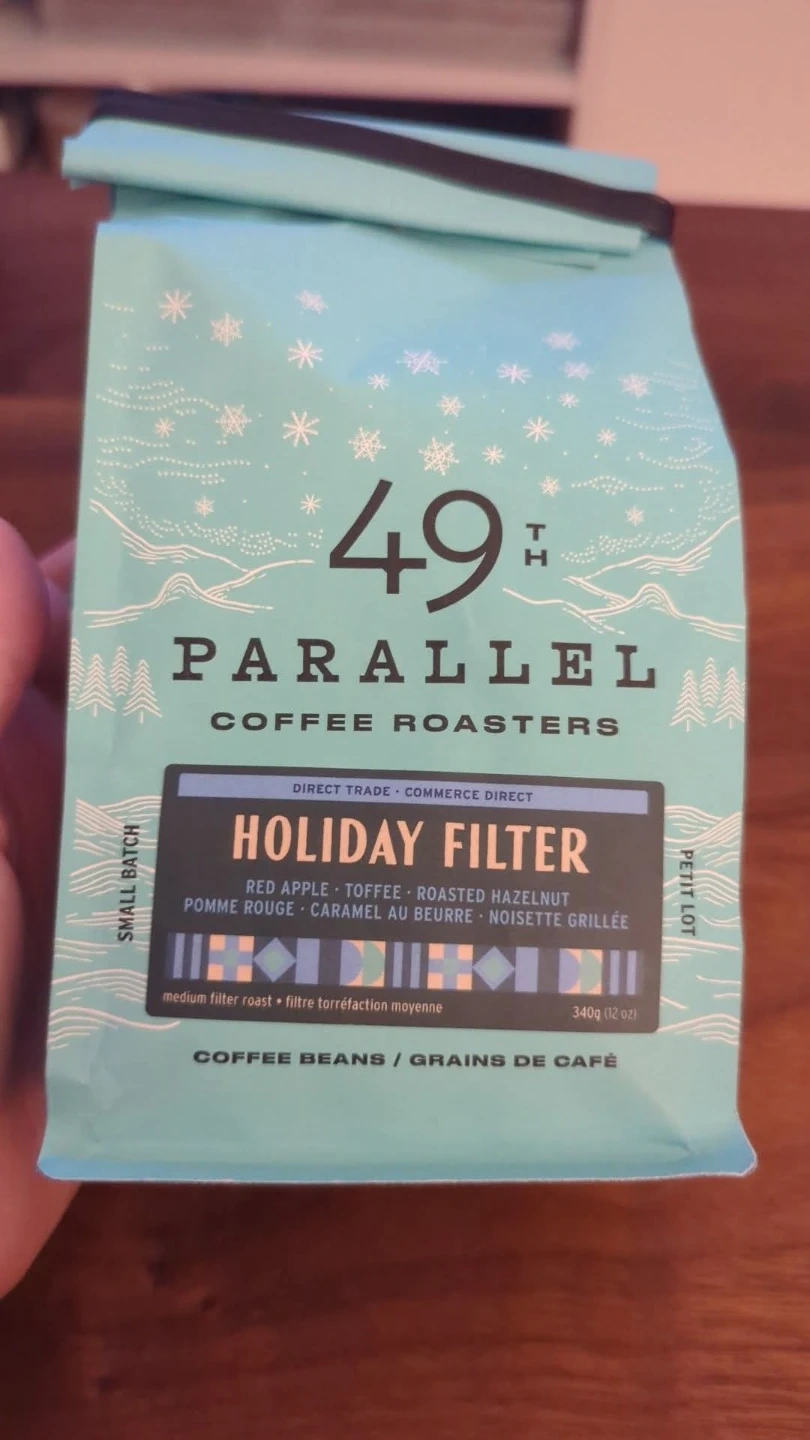 49TH
PARALLEL
COFFEE ROASTERS
DIRECT TRADE · COMMERCE DIRECT
HOLIDAY FILTER
RED APPLE · TOFFEE · ROASTED HAZELNUT
POMME ROUGE · CARAMEL AU BEURRE · NOISETTE GRILLÉE
medium filter roast • filtre torréfaction moyenne
340g (12 oz)
SMALL BATCH
PETIT LOT
COFFEE BEANS / GRAINS DE CAFÉ